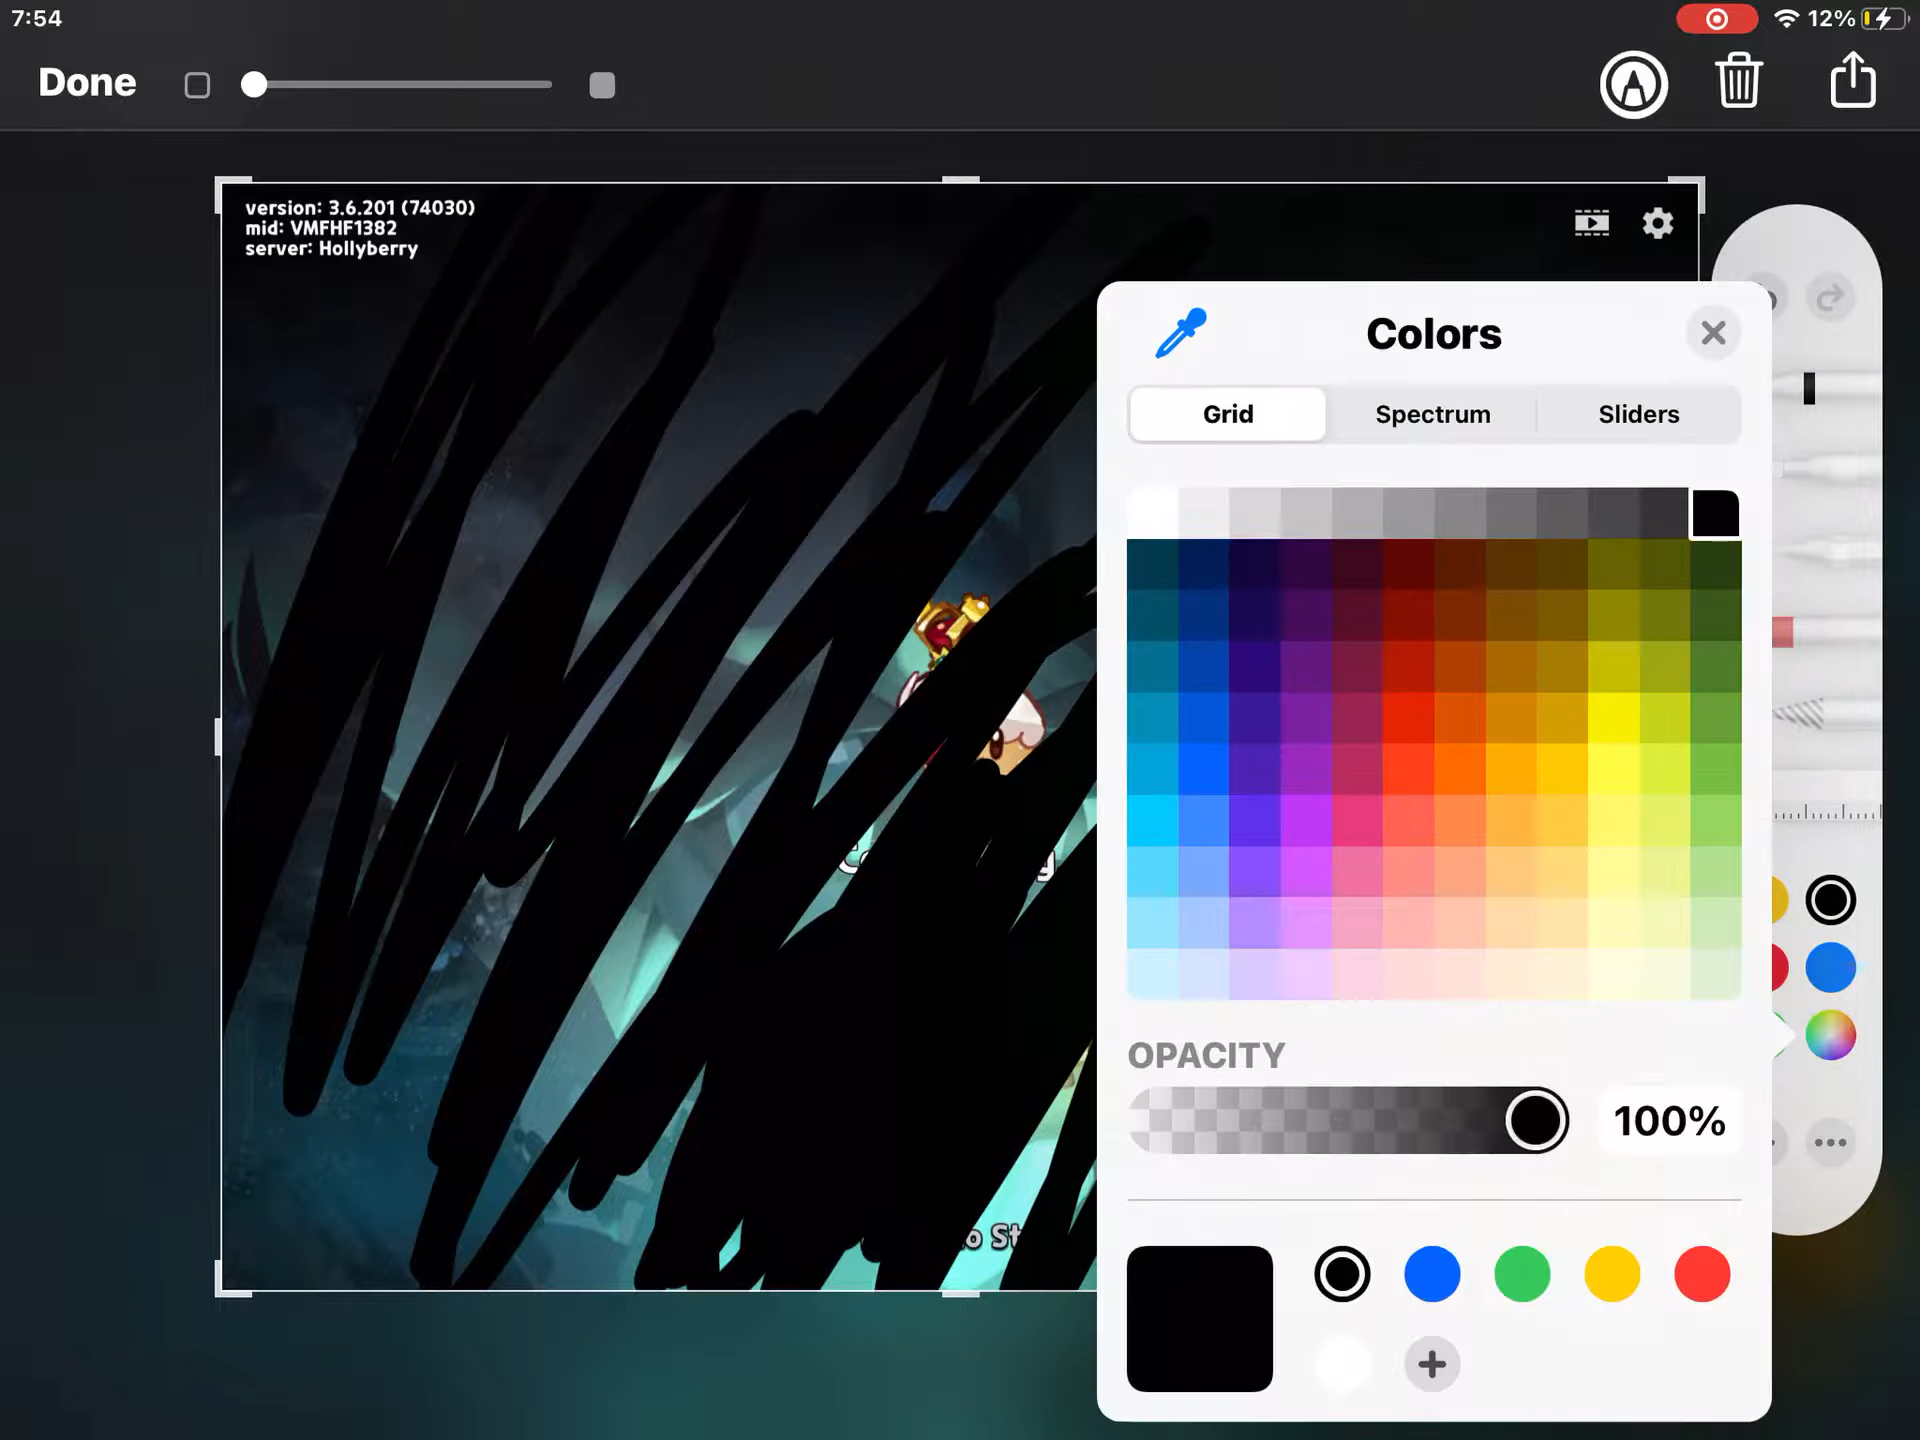 7:54
12%
Done
version: 3.6.201 (74030)
mid: VMFHF1382
server: Hollyberry
Colors
Grid
Spectrum
Sliders
OPACITY
100%